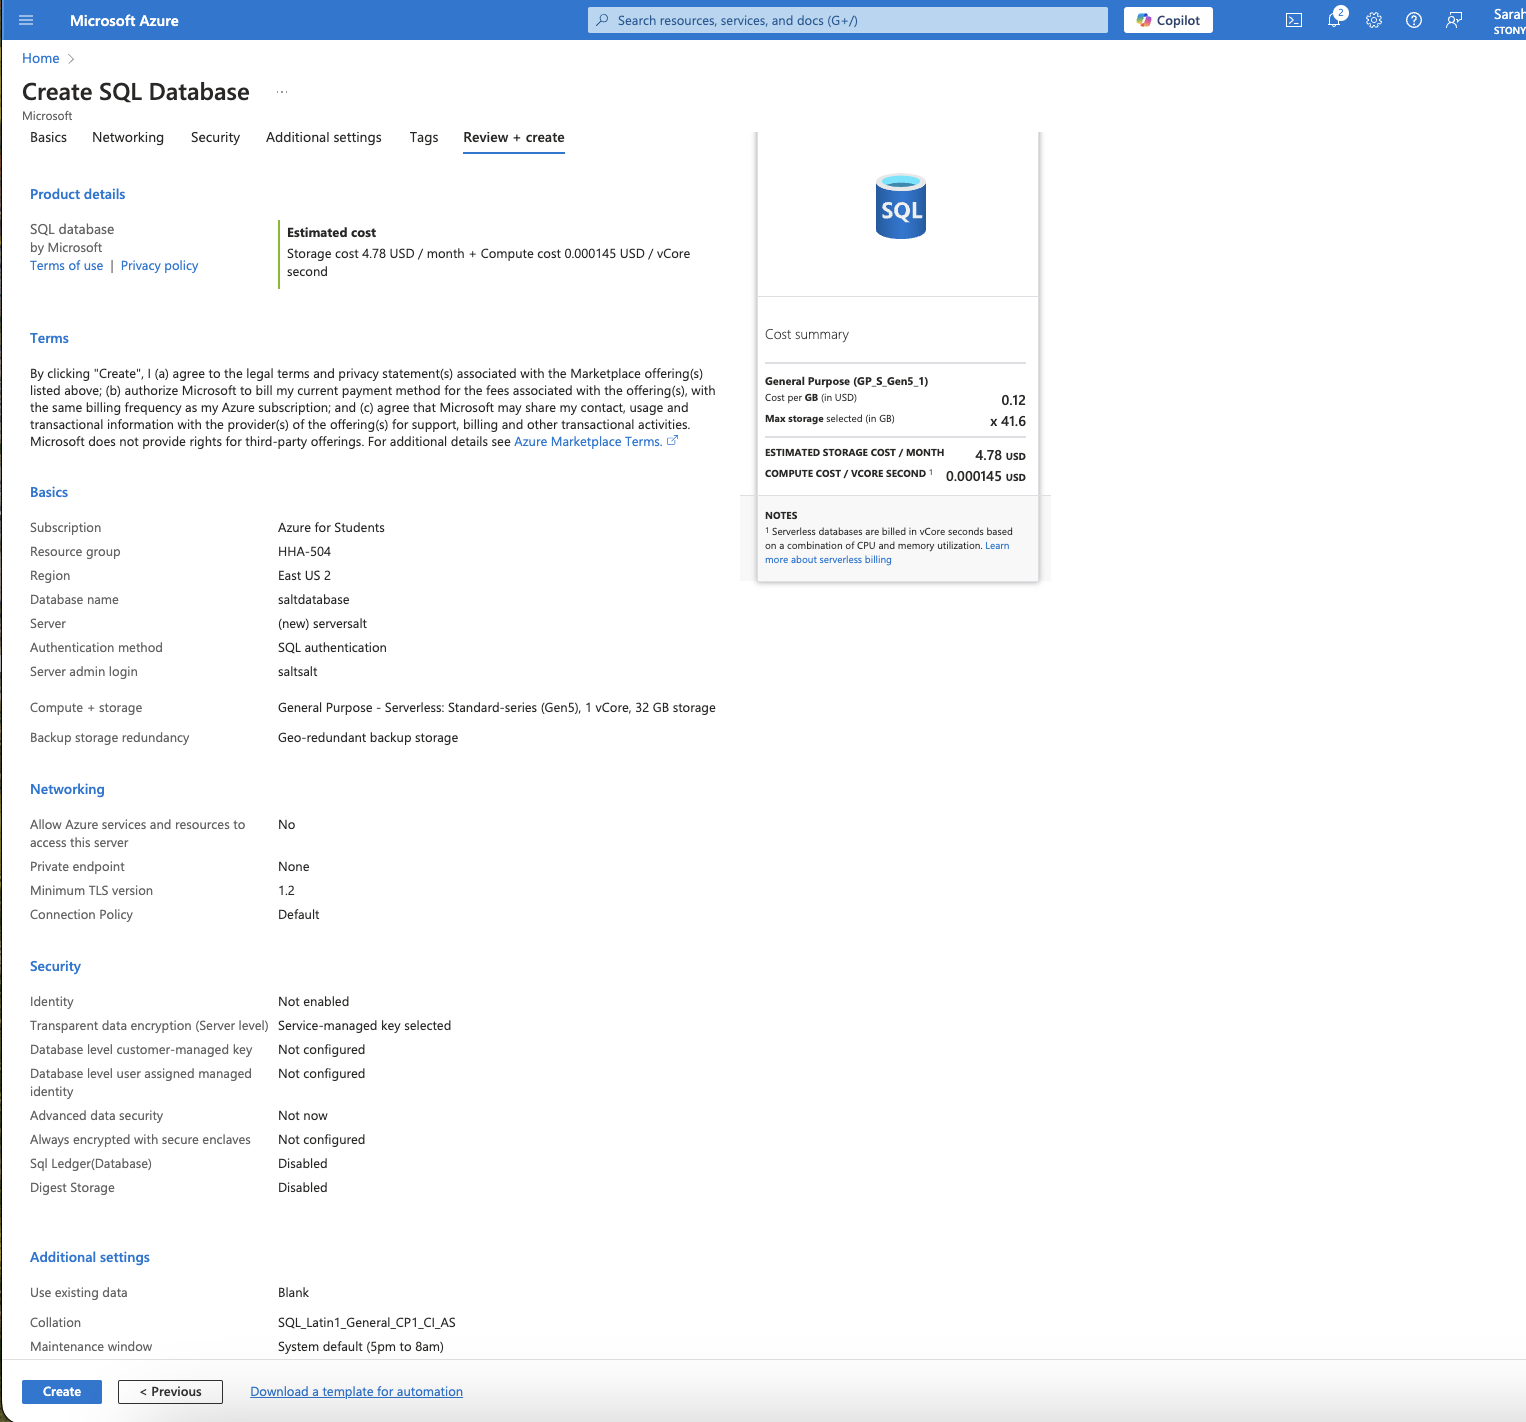 Microsoft Azure
Search resources, services, and docs (G+/)
Copilot
2
Sarah
STONY
Home
Create SQL Database
...
Microsoft
Basics
Networking
Security
Additional settings
Tags
Review + create
Product details
SQL database
by Microsoft
Terms of use | Privacy policy
Estimated cost
Storage cost 4.78 USD / month + Compute cost 0.000145 USD / vCore
second
Terms
By clicking "Create", I (a) agree to the legal terms and privacy statement(s) associated with the Marketplace offering(s)
listed above; (b) authorize Microsoft to bill my current payment method for the fees associated with the offering(s), with
the same billing frequency as my Azure subscription; and (c) agree that Microsoft may share my contact, usage and
transactional information with the provider(s) of the offering(s) for support, billing and other transactional activities.
Microsoft does not provide rights for third-party offerings. For additional details see Azure Marketplace Terms.
Basics
Subscription Azure for Students
Resource group HHA-504
Region East US 2
Database name saltdatabase
Server (new) serversalt
Authentication method SQL authentication
Server admin login saltsalt
Compute + storage General Purpose - Serverless: Standard-series (Gen5), 1 vCore, 32 GB storage
Backup storage redundancy Geo-redundant backup storage
Networking
Allow Azure services and resources to No
access this server
Private endpoint None
Minimum TLS version 1.2
Connection Policy Default
Security
Identity Not enabled
Transparent data encryption (Server level) Service-managed key selected
Database level customer-managed key Not configured
Database level user assigned managed Not configured
identity
Advanced data security Not now
Always encrypted with secure enclaves Not configured
Sql Ledger(Database) Disabled
Digest Storage Disabled
Additional settings
Use existing data Blank
Collation SQL_Latin1_General_CP1_CI_AS
Maintenance window System default (5pm to 8am)
SQL
Cost summary
General Purpose (GP_S_Gen5_1)
Cost per GB (in USD) 0.12
Max storage selected (in GB) x 41.6
ESTIMATED STORAGE COST / MONTH 4.78 USD
COMPUTE COST / VCORE SECOND 1 0.000145 USD
NOTES
1 Serverless databases are billed in vCore seconds based
on a combination of CPU and memory utilization. Learn
more about serverless billing
Create
< Previous
Download a template for automation